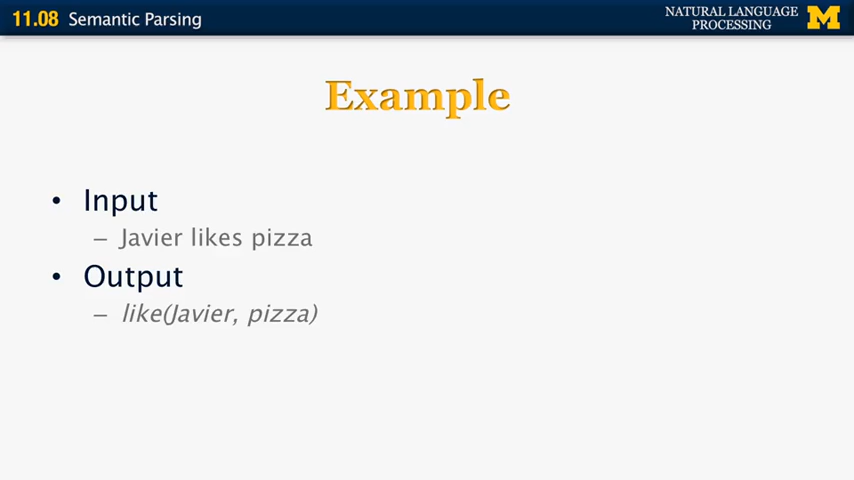 11.08 Semantic Parsing
NATURAL LANGUAGE
PROCESSING
M
Example
• Input
– Javier likes pizza
• Output
– like(Javier, pizza)